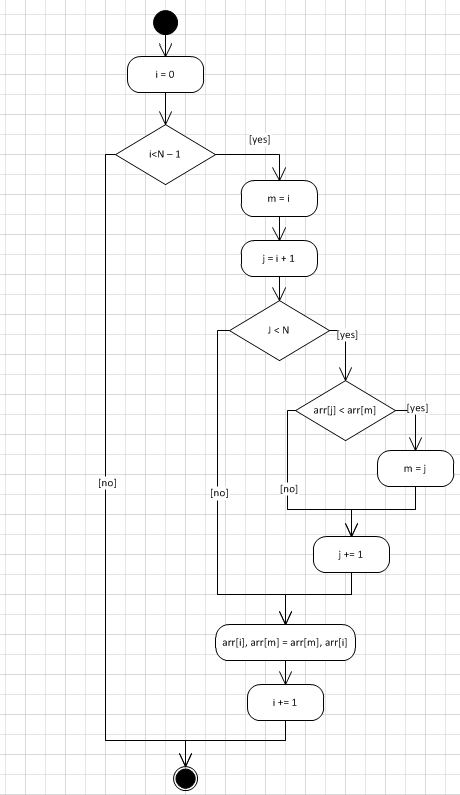 i = 0
i<N – 1
[yes]
m = i
j = i + 1
J < N
[yes]
arr[j] < arr[m]
[yes]
m = j
[no]
[no]
[no]
j += 1
arr[i], arr[m] = arr[m], arr[i]
i += 1